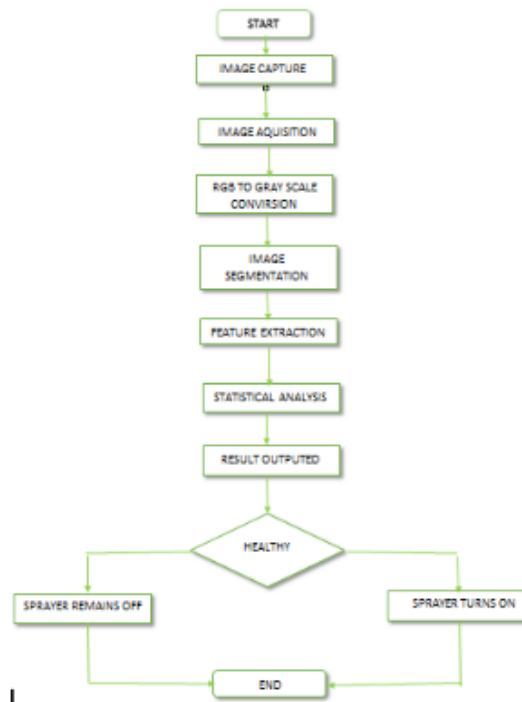 START
IMAGE CAPTURE
IMAGE AQUISITION
RGB TO GRAY SCALE
CONVIRSION
IMAGE
SEGMENTATION
FEATURE EXTRACTION
STATISTICAL ANALYSIS
RESULT OUTPUTED
HEALTHY
SPRAYER REMAINS OFF
SPRAYER TURNS ON
END